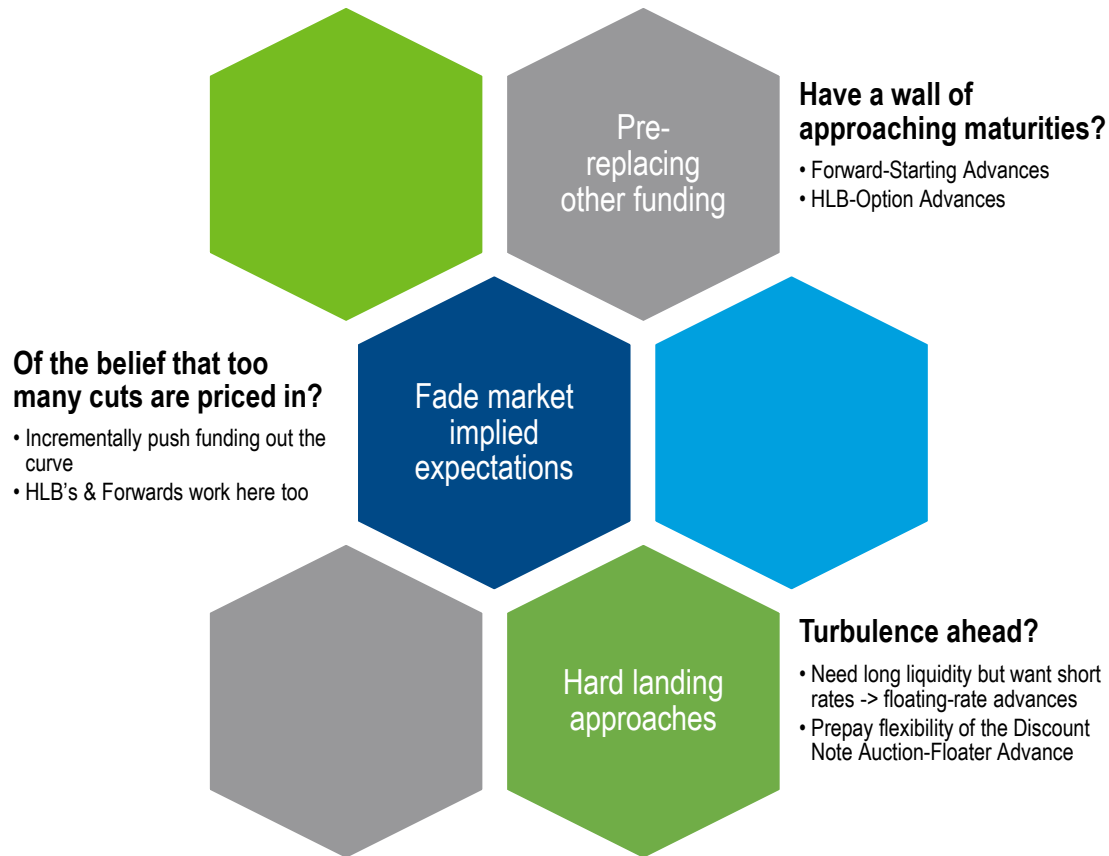 Pre-
replacing
other funding
Have a wall of
approaching maturities?
• Forward-Starting Advances
• HLB-Option Advances
Of the belief that too
many cuts are priced in?
• Incrementally push funding out the
curve
• HLB's & Forwards work here too
Fade market
implied
expectations
Hard landing
approaches
Turbulence ahead?
• Need long liquidity but want short
rates -> floating-rate advances
• Prepay flexibility of the Discount
Note Auction-Floater Advance